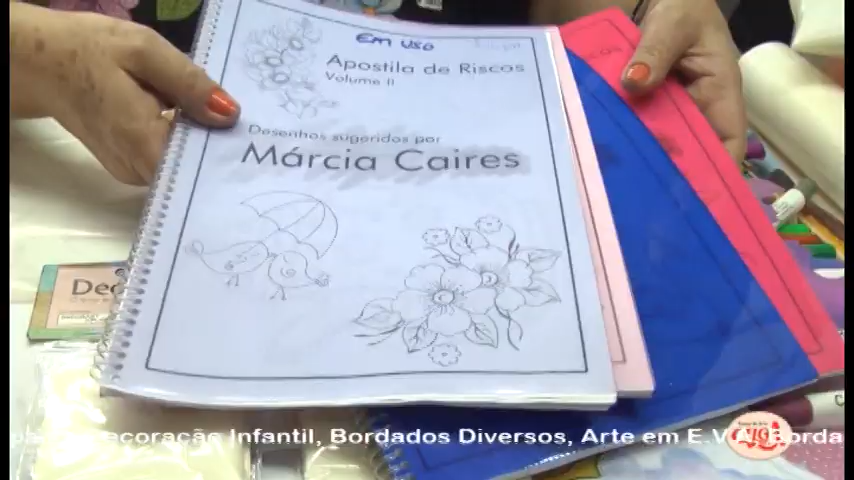 Em uso
Apostila de Riscos
Volume II
Desenhos sugeridos por
Márcia Caires
Dec
Decoração Infantil, Bordados Diversos, Arte em E.V.A, Borda